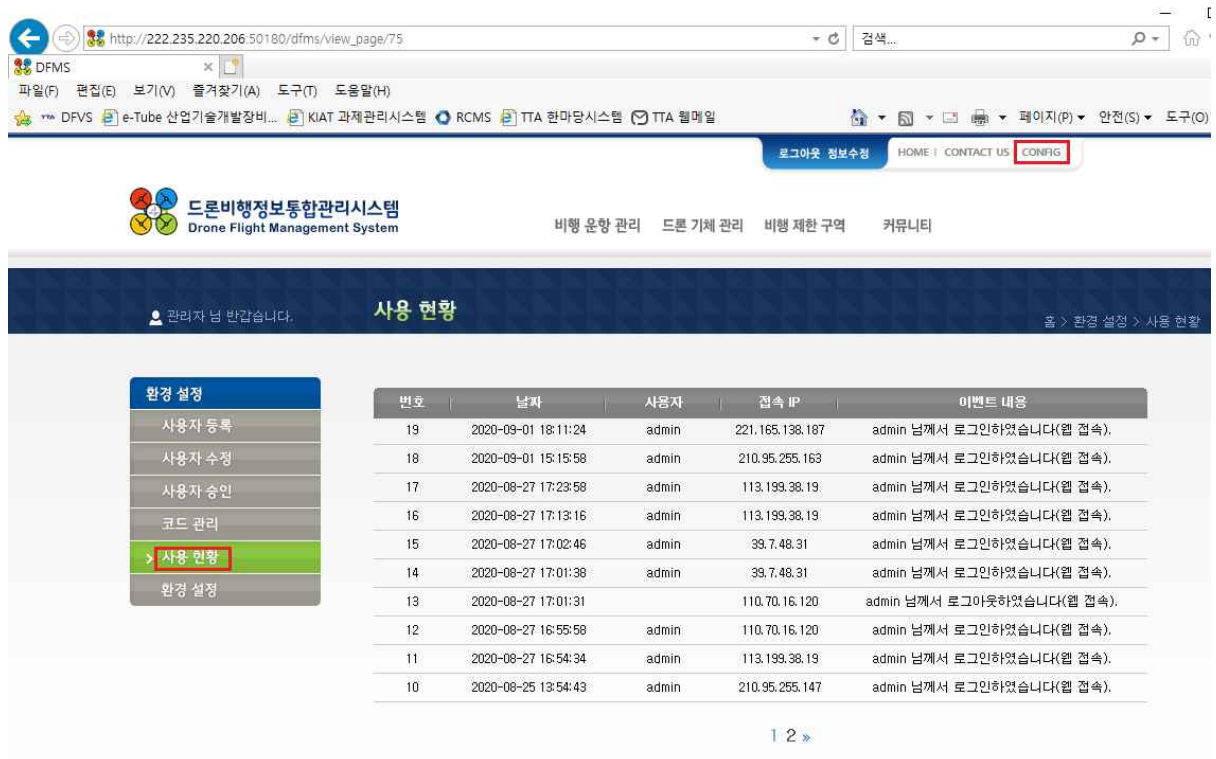 http://222.235.220.206:50180/dfms/view_page/75
검색...
DFMS
파일(F) 편집(E) 보기(V) 즐겨찾기(A) 도구(T) 도움말(H)
DFVS e-Tube 산업기술개발장비... KIAT 과제관리시스템 RCMS TTA 한마당시스템 TTA 웹메일 페이지(P) 안전(S) 도구(O)
로그아웃 정보수정 HOME | CONTACT US CONFIG
드론비행정보통합관리시스템
Drone Flight Management System
비행 운항 관리 드론 기체 관리 비행 제한 구역 커뮤니티
관리자 님 반갑습니다.
사용 현황
홈 > 환경 설정 > 사용 현황
환경 설정
사용자 등록
사용자 수정
사용자 승인
코드 관리
사용 현황
환경 설정
번호 날짜 사용자 접속 IP 이벤트 내용
19 2020-09-01 18:11:24 admin 221.165.138.187 admin 님께서 로그인하였습니다(웹 접속).
18 2020-09-01 15:15:58 admin 210.95.255.163 admin 님께서 로그인하였습니다(웹 접속).
17 2020-08-27 17:23:58 admin 113.199.38.19 admin 님께서 로그인하였습니다(웹 접속).
16 2020-08-27 17:13:16 admin 113.199.38.19 admin 님께서 로그인하였습니다(웹 접속).
15 2020-08-27 17:02:46 admin 39.7.48.31 admin 님께서 로그인하였습니다(웹 접속).
14 2020-08-27 17:01:38 admin 39.7.48.31 admin 님께서 로그인하였습니다(웹 접속).
13 2020-08-27 17:01:31 110.70.16.120 admin 님께서 로그아웃하였습니다(웹 접속).
12 2020-08-27 16:55:58 admin 110.70.16.120 admin 님께서 로그인하였습니다(웹 접속).
11 2020-08-27 16:54:34 admin 113.199.38.19 admin 님께서 로그인하였습니다(웹 접속).
10 2020-08-25 13:54:43 admin 210.95.255.147 admin 님께서 로그인하였습니다(웹 접속).
1 2 »